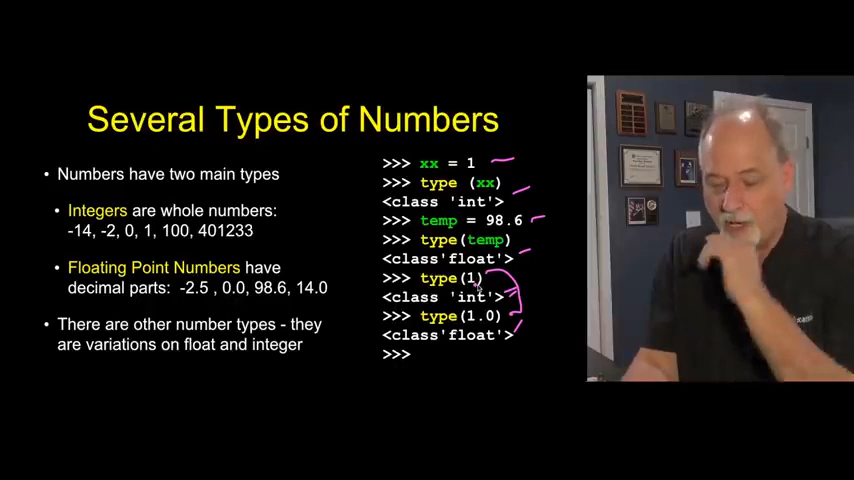 Several Types of Numbers
• Numbers have two main types
• Integers are whole numbers:
-14, -2, 0, 1, 100, 401233
• Floating Point Numbers have
decimal parts: -2.5 , 0.0, 98.6, 14.0
• There are other number types - they
are variations on float and integer
>>> xx = 1
>>> type (xx)
<class 'int'>
>>> temp = 98.6
>>> type(temp)
<class'float'>
>>> type(1)
<class 'int'>
>>> type(1.0)
<class'float'>
>>>